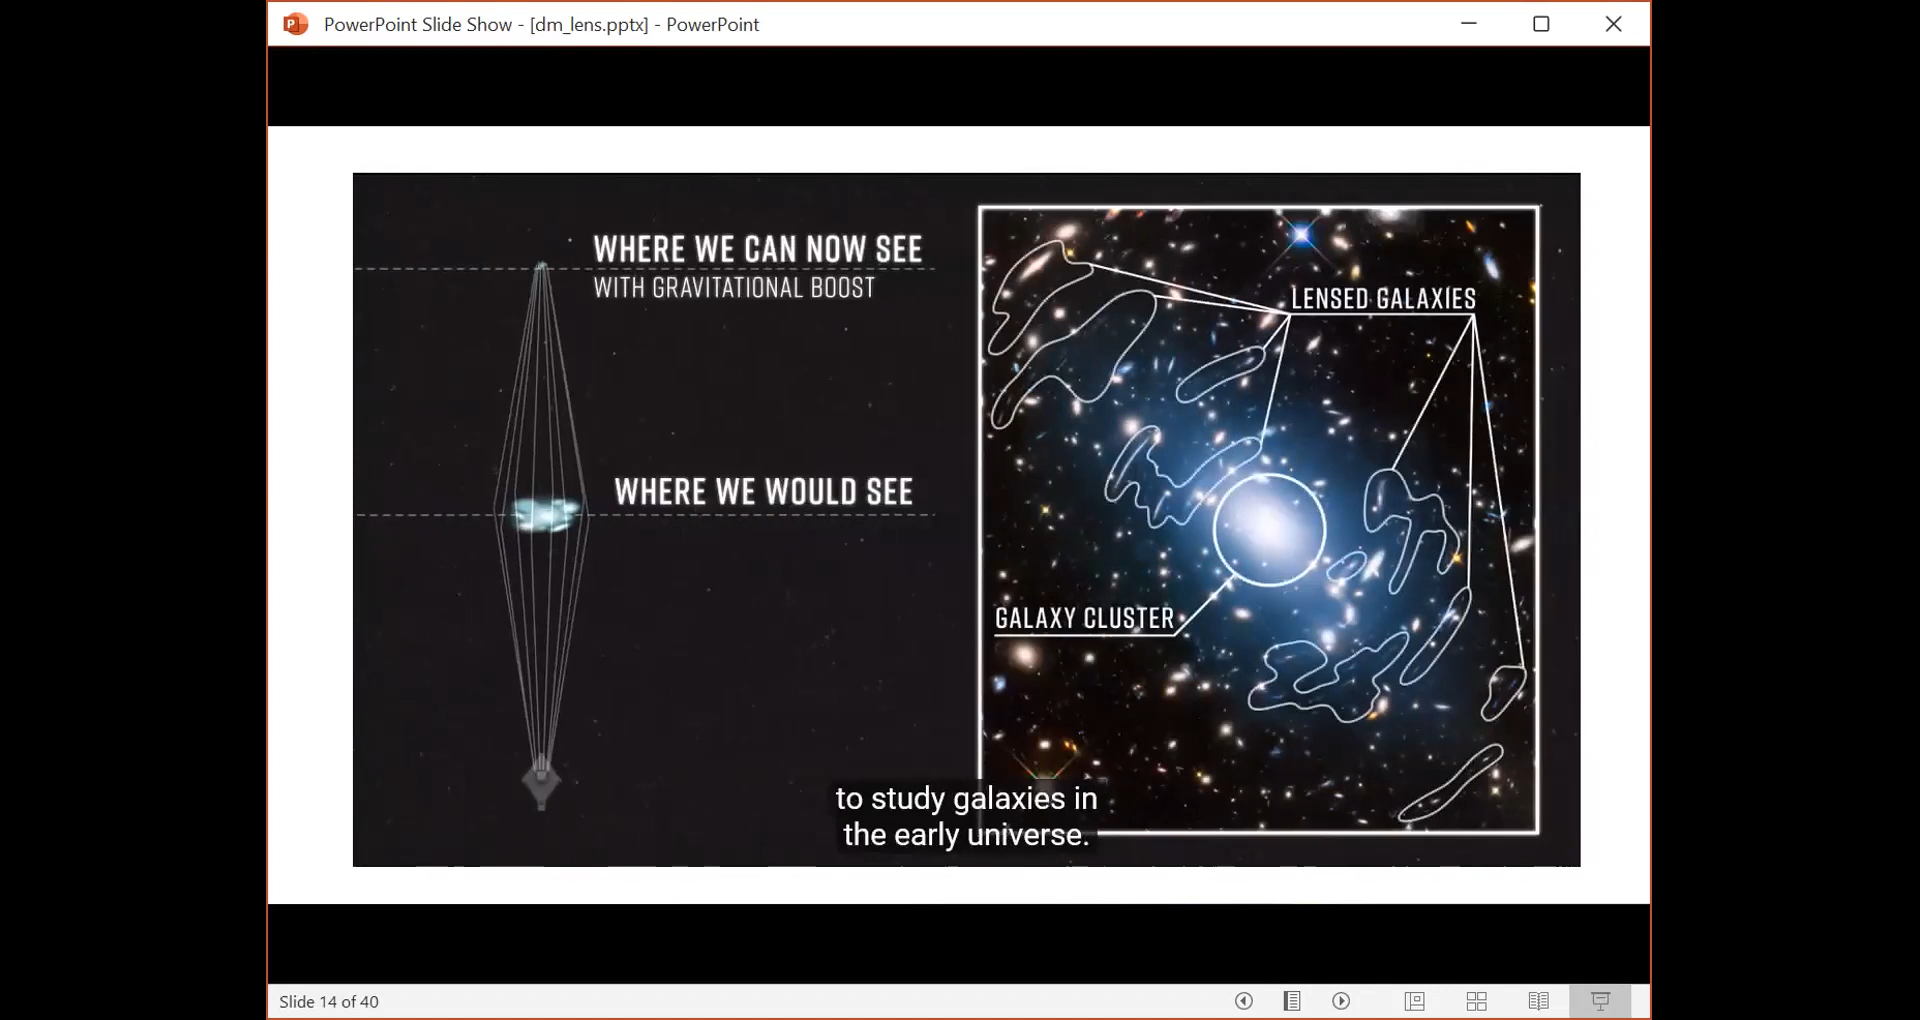 PowerPoint Slide Show - [dm_lens.pptx] - PowerPoint
WHERE WE CAN NOW SEE
WITH GRAVITATIONAL BOOST
WHERE WE WOULD SEE
LENSED GALAXIES
GALAXY CLUSTER
to study galaxies in
the early universe.
Slide 14 of 40